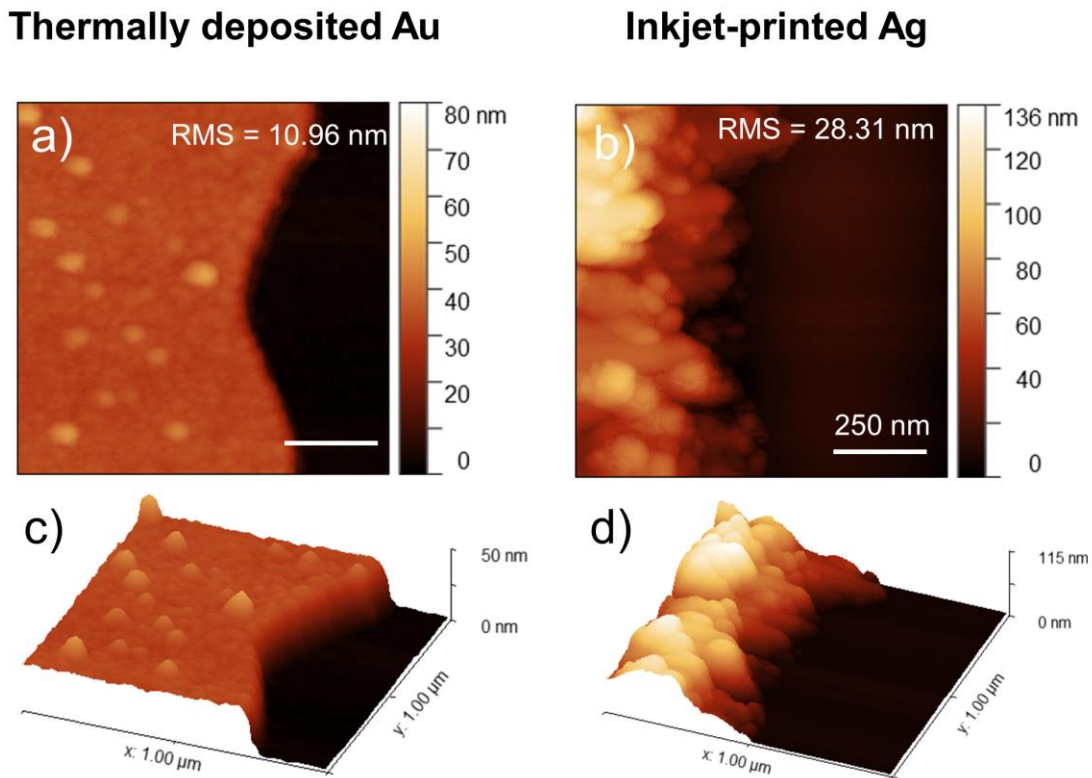 Thermally deposited Au
Inkjet-printed Ag
a)
RMS = 10.96 nm
80 nm
70
60
50
40
30
20
10
0
b)
RMS = 28.31 nm
136 nm
120
100
80
60
40
0
250 nm
c)
50 nm
0 nm
x: 1.00 µm
y: 1.00 µm
d)
115 nm
0 nm
x: 1.00 µm
y: 1.00 µm